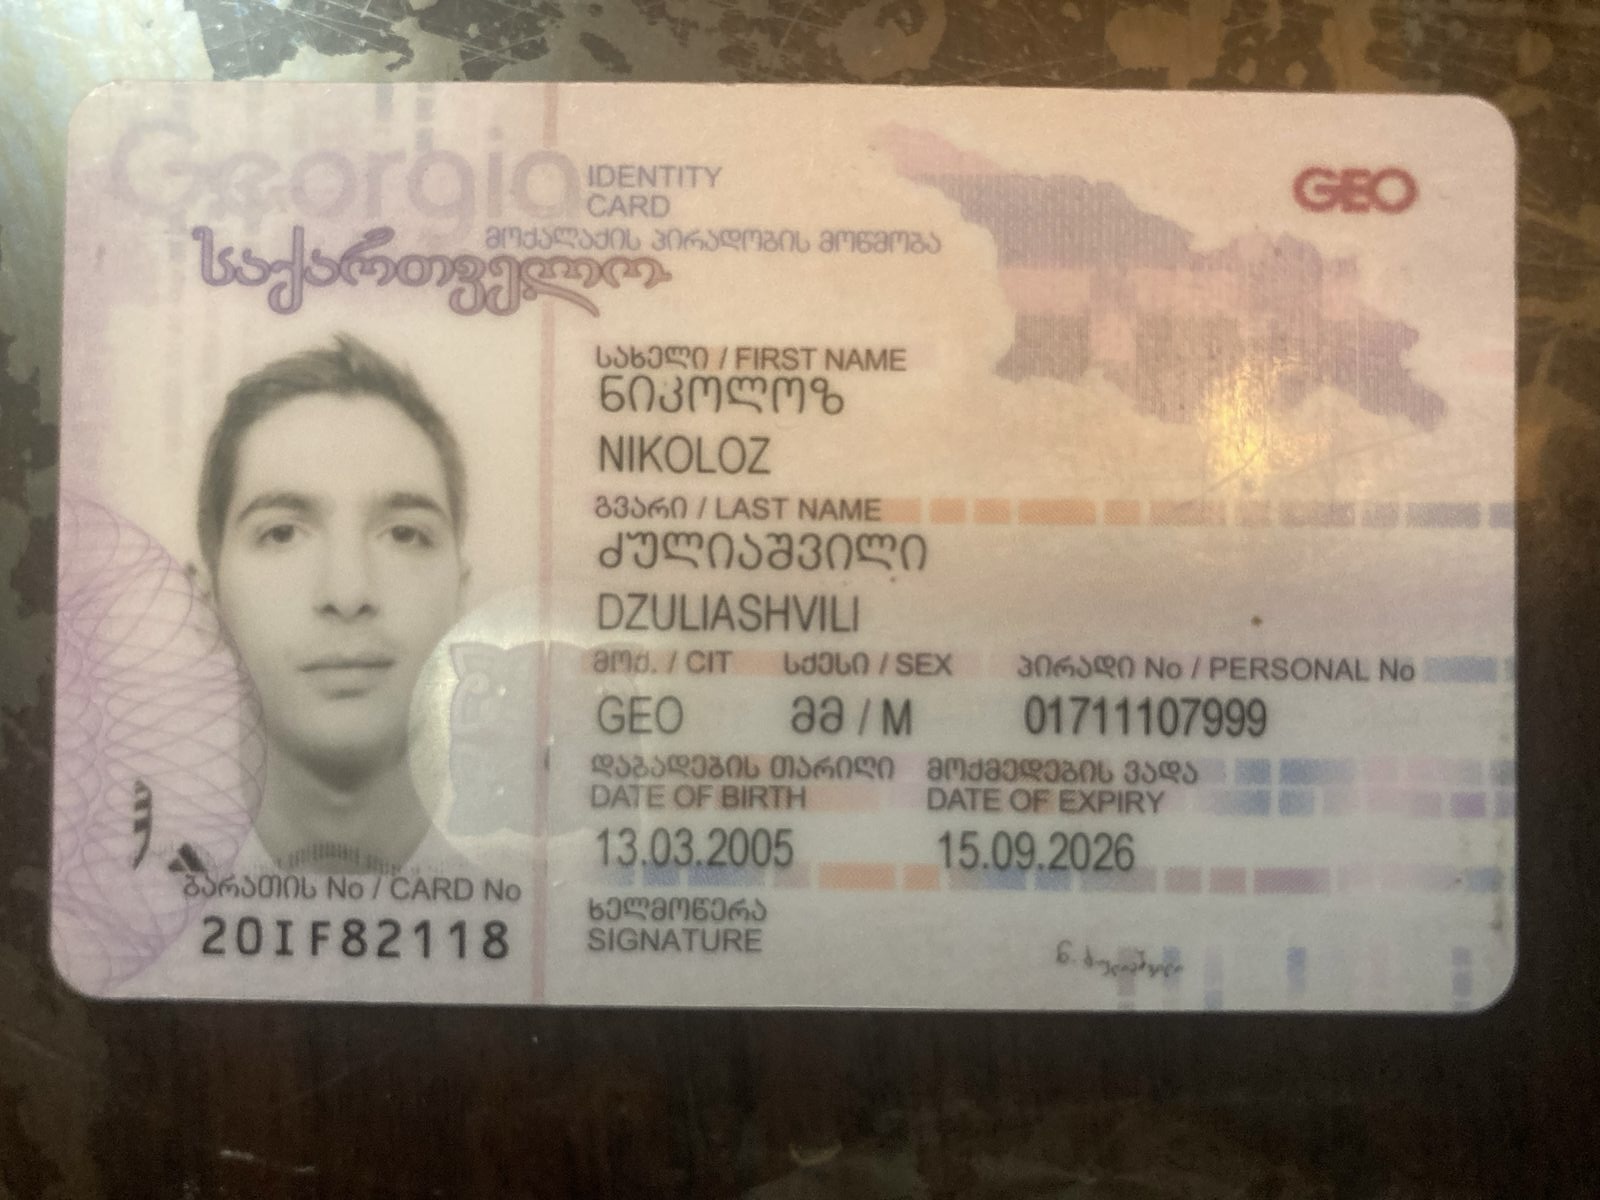 Georgia
IDENTITY
CARD
GEO
მოქალაქის პირადობის მოწმობა
საქართველო
სახელი / FIRST NAME
ნიკოლოზ
NIKOLOZ
გვარი / LAST NAME
ძულიაშვილი
DZULIASHVILI
მოქ. / CIT სქესი / SEX პირადი No / PERSONAL No
GEO მამ / M 01711107999
დაბადების თარიღი მოქმედების ვადა
DATE OF BIRTH DATE OF EXPIRY
13.03.2005 15.09.2026
ბარათის No / CARD No
20IF82118
ხელმოწერა
SIGNATURE
ნ. ძულიაშვილი